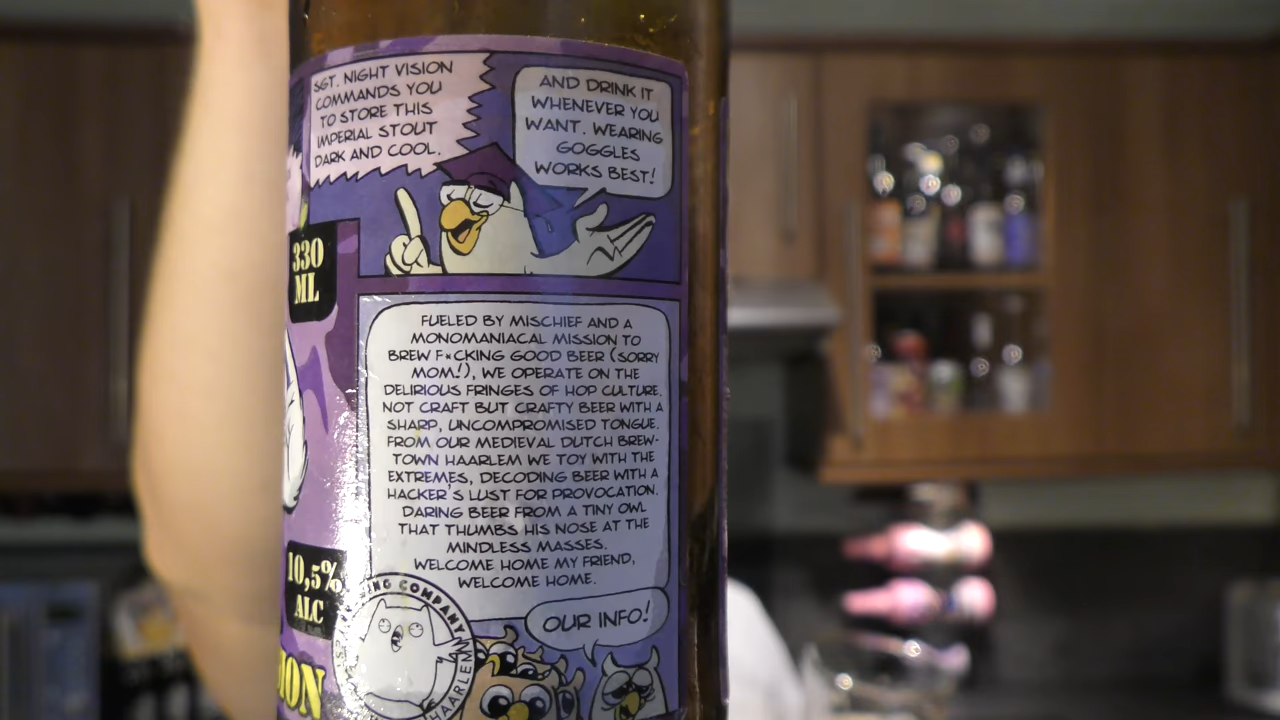 SGT. NIGHT VISION
COMMANDS YOU
TO STORE THIS
IMPERIAL STOUT
DARK AND COOL.
AND DRINK IT
WHENEVER YOU
WANT. WEARING
GOGGLES
WORKS BEST!
330
ML
FUELED BY MISCHIEF AND A
MONOMANIACAL MISSION TO
BREW F*CKING GOOD BEER (SORRY
MOM!), WE OPERATE ON THE
DELIRIOUS FRINGES OF HOP CULTURE.
NOT CRAFT BUT CRAFTY BEER WITH A
SHARP, UNCOMPROMISED TONGUE.
FROM OUR MEDIEVAL DUTCH BREW-
TOWN HAARLEM WE TOY WITH THE
EXTREMES, DECODING BEER WITH A
HACKER'S LUST FOR PROVOCATION.
DARING BEER FROM A TINY OWL
THAT THUMBS HIS NOSE AT THE
MINDLESS MASSES.
WELCOME HOME MY FRIEND,
WELCOME HOME.
10,5%
ALC
ING COMPANY
HAARLEM
OUR INFO!
ION